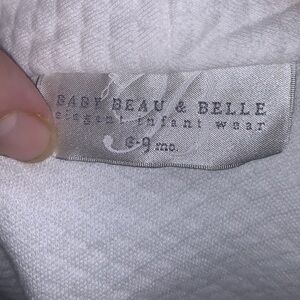 BABY BEAU & BELLE
elegant infant wear
6-9 mo.